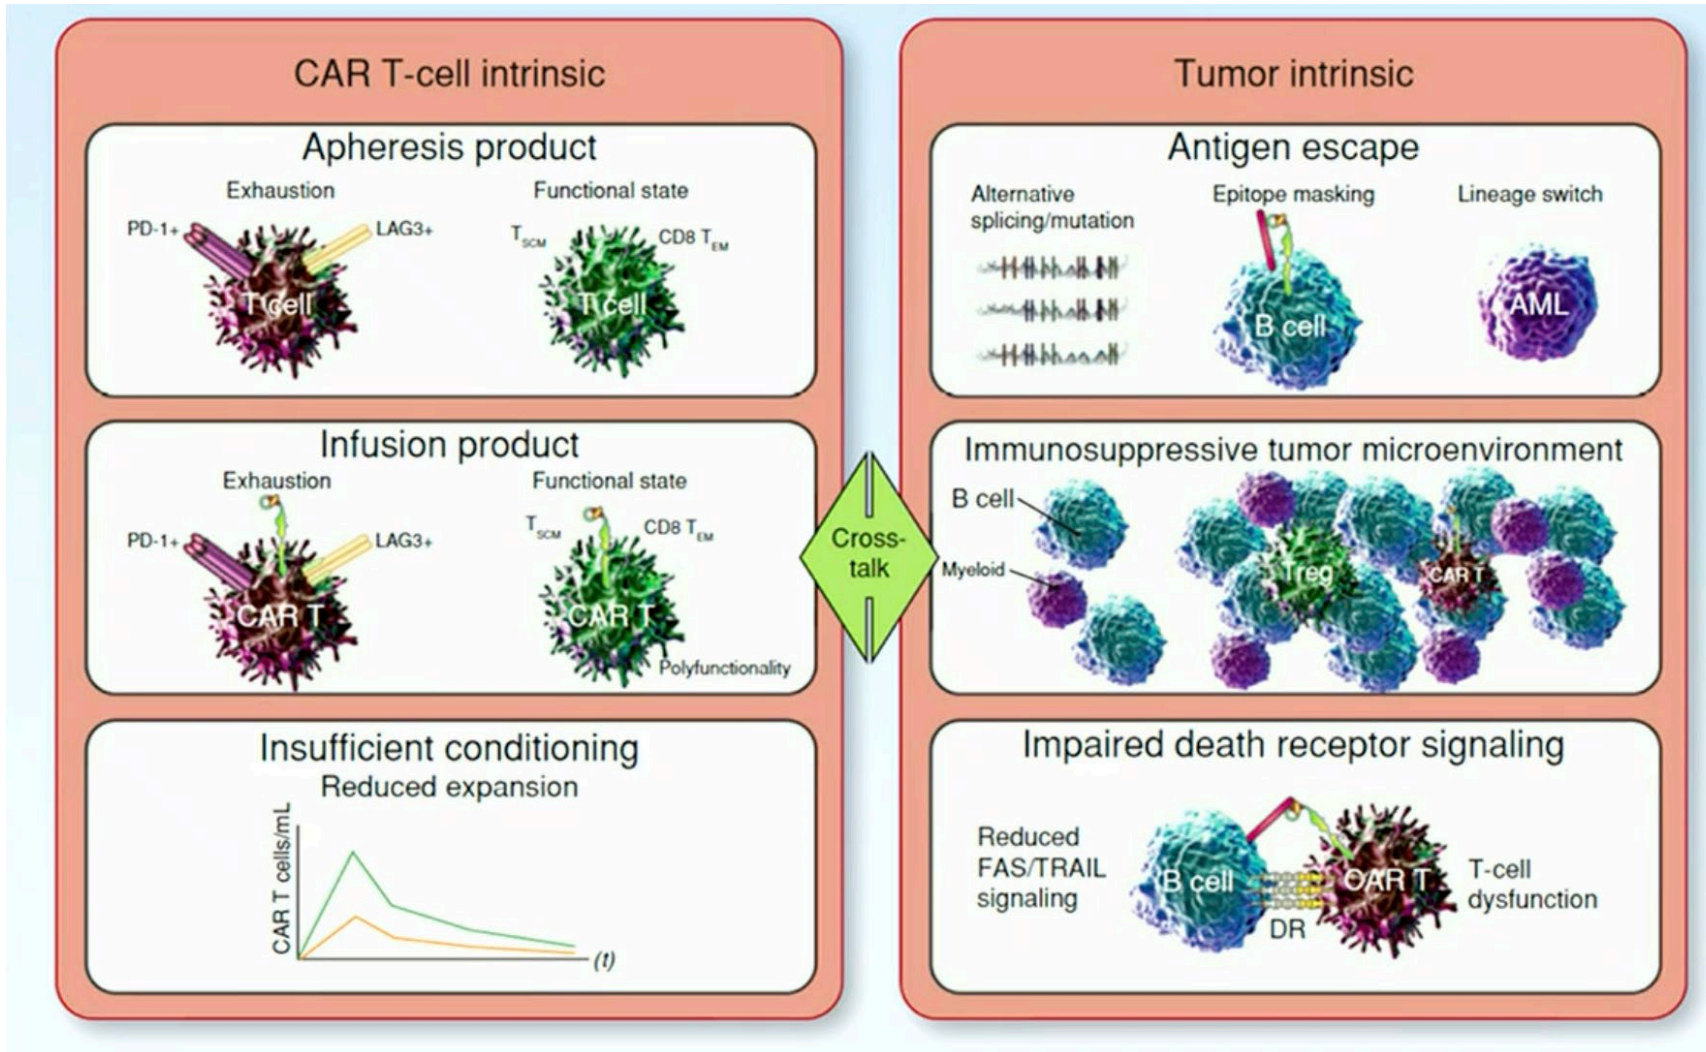 CAR T-cell intrinsic
Apheresis product
Exhaustion
Functional state
PD-1+
LAG3+
T cell
TSCM
CD8 TEM
T cell
Infusion product
Exhaustion
Functional state
PD-1+
LAG3+
CAR T
TSCM
CD8 TEM
CAR T
Polyfunctionality
Insufficient conditioning
Reduced expansion
CAR T cells/mL
(t)
Cross-
talk
Tumor intrinsic
Antigen escape
Alternative
splicing/mutation
Epitope masking
B cell
Lineage switch
AML
Immunosuppressive tumor microenvironment
B cell
Myeloid
Treg
CAR T
Impaired death receptor signaling
Reduced
FAS/TRAIL
signaling
B cell
DR
CAR T
T-cell
dysfunction